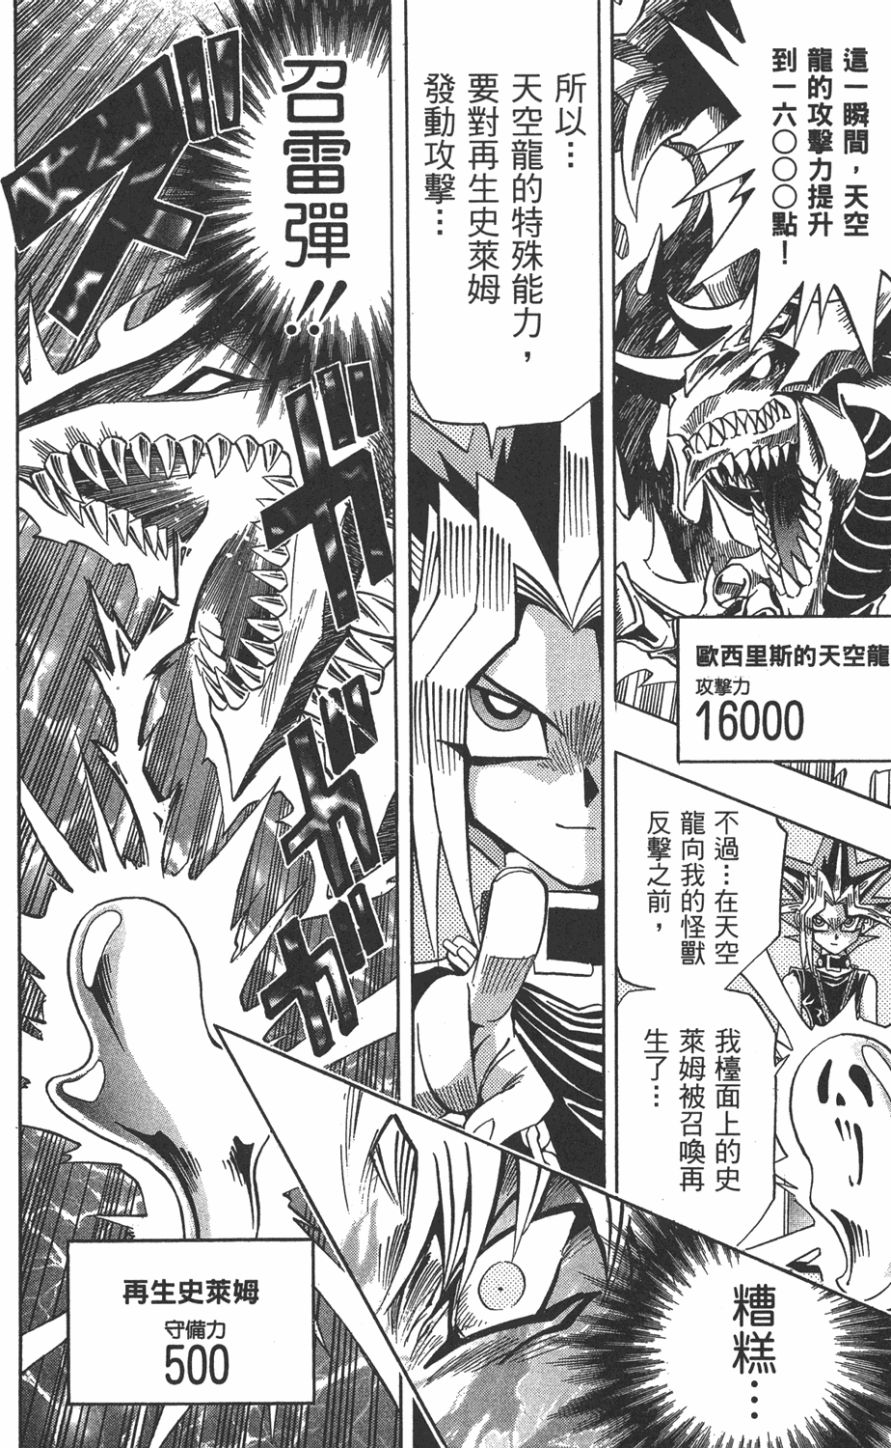 這一瞬間，天空
龍的攻擊力提升
到一六〇〇〇點！
歐西里斯的天空龍
攻擊力
16000
不過…在天空
龍向我的怪獸
反擊之前，
我檯面上的史
萊姆被召喚再
生了…
所以…
天空龍的特殊能力，
要對再生史萊姆
發動攻擊…
糟糕…
召雷彈！！
ズズ
ガガガ
再生史萊姆
守備力
500